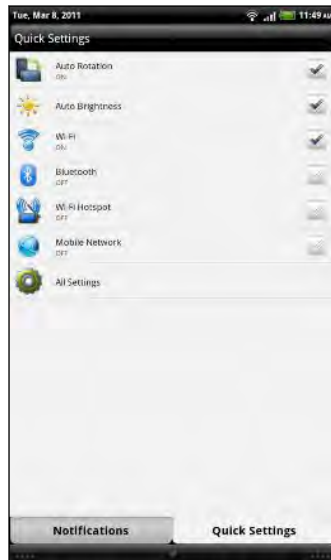 Tue, Mar 8, 2011 11:49 AM
Quick Settings
Auto Rotation
ON
Auto Brightness
Wi-Fi
ON
Bluetooth
OFF
Wi-Fi Hotspot
OFF
Mobile Network
OFF
All Settings
Notifications Quick Settings